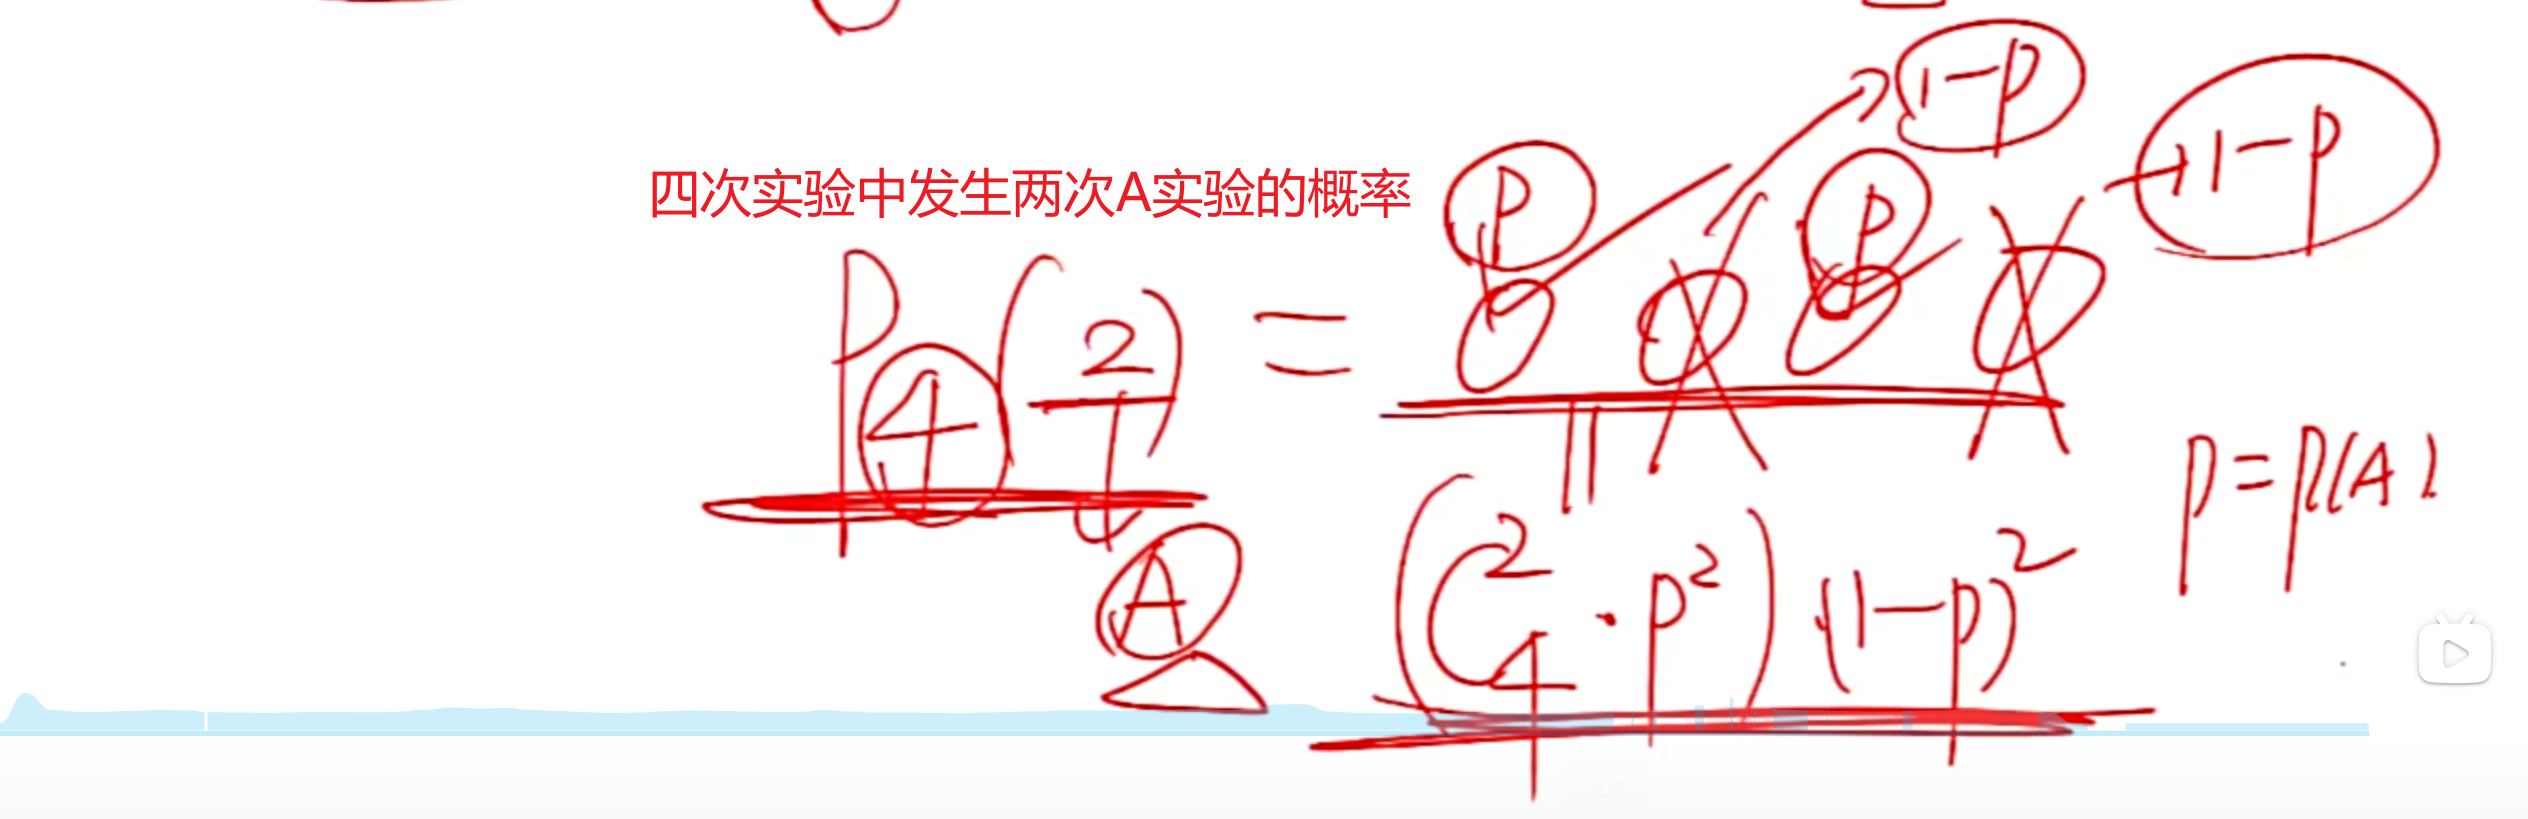 1-p
→1-p
四次实验中发生两次A实验的概率
p p
P₄(2) =
p=P(A)
A
(C₄²·p²)(1-p)²